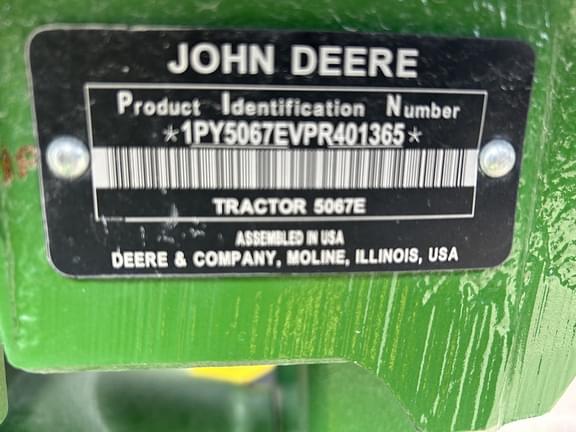 JOHN DEERE
Product Identification Number
*1PY5067EVPR401365*
TRACTOR 5067E
ASSEMBLED IN USA
DEERE & COMPANY, MOLINE, ILLINOIS, USA